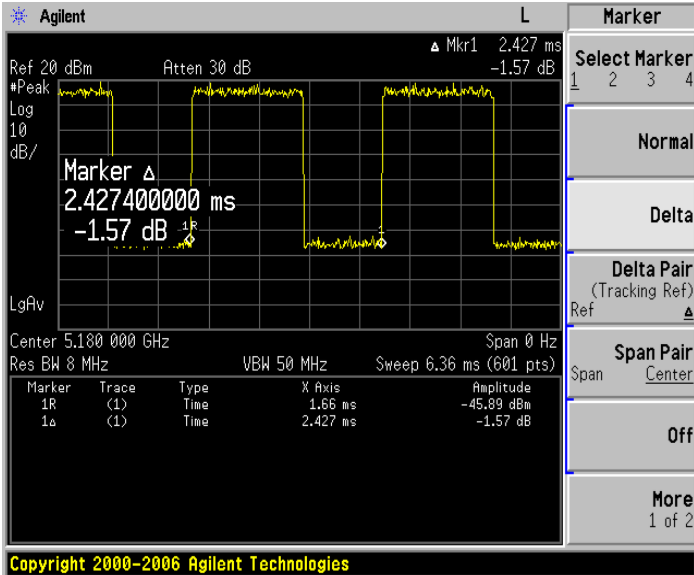 Agilent L Marker
Δ Mkr1 2.427 ms
Ref 20 dBm Atten 30 dB -1.57 dB
#Peak
Log
10
dB/
Marker Δ
2.427400000 ms
-1.57 dB
1R
1
LgAv
Center 5.180 000 GHz Span 0 Hz
Res BW 8 MHz VBW 50 MHz Sweep 6.36 ms (601 pts)
Marker Trace Type X Axis Amplitude
1R (1) Time 1.66 ms -45.89 dBm
1Δ (1) Time 2.427 ms -1.57 dB
Select Marker
1 2 3 4
Normal
Delta
Delta Pair
(Tracking Ref)
Ref Δ
Span Pair
Span Center
Off
More
1 of 2
Copyright 2000-2006 Agilent Technologies